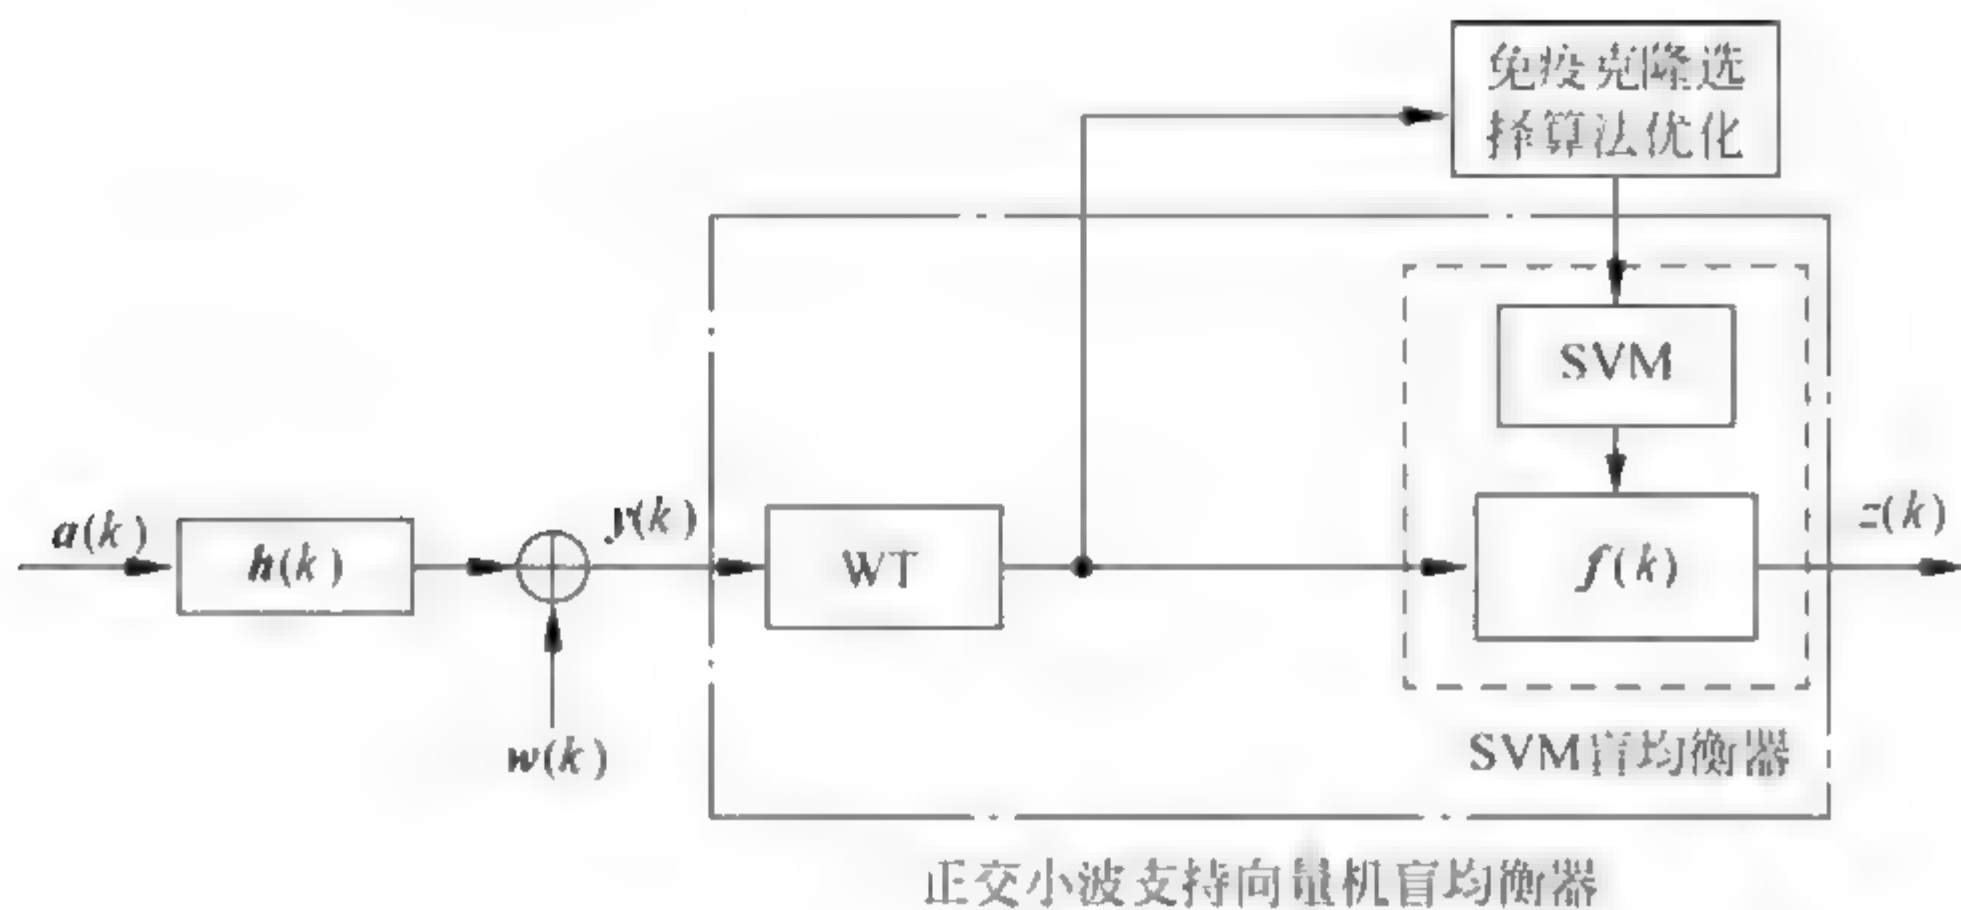 免疫克隆选
择算法优化
SVM
a(k)
h(k)
y(k)
WT
f(k)
z(k)
w(k)
SVM盲均衡器
正交小波支持向量机盲均衡器